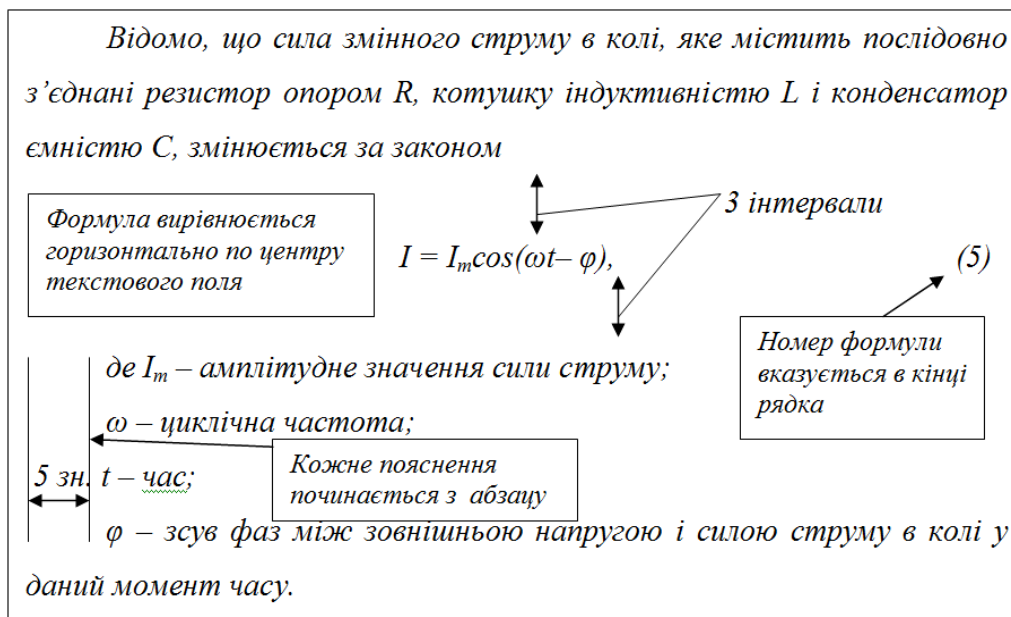 Відомо, що сила змінного струму в колі, яке містить послідовно
з’єднані резистор опором R, котушку індуктивністю L і конденсатор
ємністю C, змінюється за законом
Формула вирівнюється
горизонтально по центру
текстового поля
3 інтервали
I = Iₘcos(ωt– φ),
(5)
Номер формули
вказується в кінці
рядка
де Iₘ – амплітудне значення сили струму;
ω – циклічна частота;
5 зн. t – час;
Кожне пояснення
починається з абзацу
φ – зсув фаз між зовнішньою напругою і силою струму в колі у
даний момент часу.